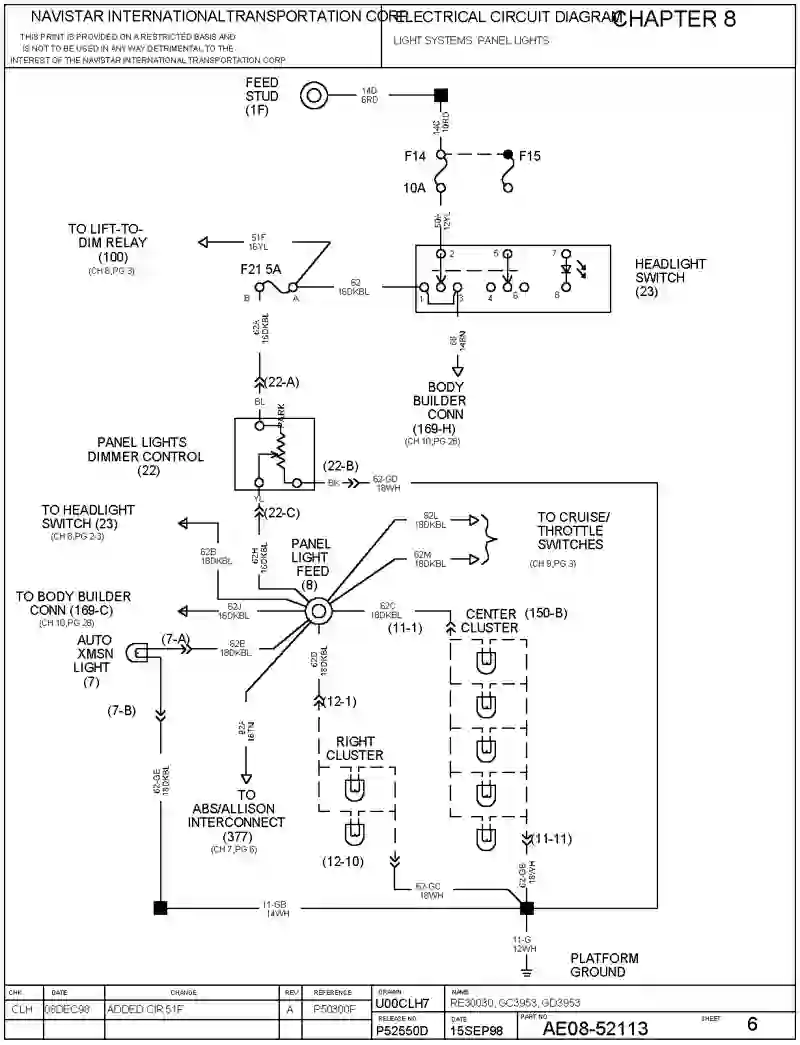 NAVISTAR INTERNATIONAL TRANSPORTATION CORP.
ELECTRICAL CIRCUIT DIAGRAM
CHAPTER 8
THIS PRINT IS PROVIDED ON A RESTRICTED BASIS AND
IS NOT TO BE USED IN ANY WAY DETRIMENTAL TO THE
INTEREST OF THE NAVISTAR INTERNATIONAL TRANSPORTATION CORP
LIGHT SYSTEMS PANEL LIGHTS
FEED
STUD
(1F)
14D
6RD
14C
10RD
F14
F15
10A
50A
12YL
TO LIFT-TO-
DIM RELAY
(100)
(CH 8,PG 3)
51F
16YL
F21 5A
B
A
62
16DKBL
2
5
7
1
3
4
6
8
HEADLIGHT
SWITCH
(23)
62A
16DKBL
68
14BN
BODY
BUILDER
CONN
(169-H)
(CH 10,PG 28)
(22-A)
BL
PARK
PANEL LIGHTS
DIMMER CONTROL
(22)
(22-B)
BK
62-GD
18WH
YL
(22-C)
TO HEADLIGHT
SWITCH (23)
(CH 8,PG 2-3)
62B
18DKBL
62H
16DKBL
PANEL
LIGHT
FEED
(8)
62L
18DKBL
62M
18DKBL
TO CRUISE/
THROTTLE
SWITCHES
(CH 9,PG 3)
TO BODY BUILDER
CONN (169-C)
(CH 10,PG 28)
62J
16DKBL
62C
18DKBL
(11-1)
CENTER
CLUSTER
(150-B)
AUTO
XMSN
LIGHT
(7)
(7-A)
62E
18DKBL
62D
18DKBL
(7-B)
(12-1)
62-GE
18DKBL
RIGHT
CLUSTER
TO
ABS/ALLISON
INTERCONNECT
(377)
(CH 7,PG 6)
(12-10)
(11-11)
62-GB
18WH
62-GC
18WH
11-GB
14WH
11-G
12WH
PLATFORM
GROUND
CHK
DATE
CHANGE
REV
REFERENCE
DRAWN
NAME
CLH
08DEC98
ADDED CIR 51F
A
P50300F
U00CLH7
RE30030, GC3953, GD3953
RELEASE NO.
P52550D
DATE
15SEP98
PART NO
AE08-52113
SHEET
6